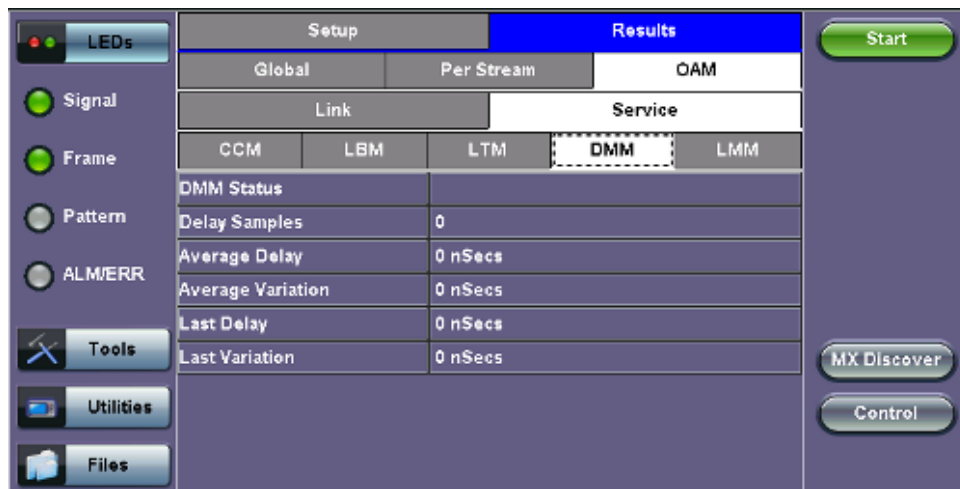 LEDs
Signal
Frame
Pattern
ALM/ERR
Tools
Utilities
Files
Setup Results
Global Per Stream OAM
Link Service
CCM LBM LTM DMM LMM
DMM Status
Delay Samples 0
Average Delay 0 nSecs
Average Variation 0 nSecs
Last Delay 0 nSecs
Last Variation 0 nSecs
Start
MX Discover
Control